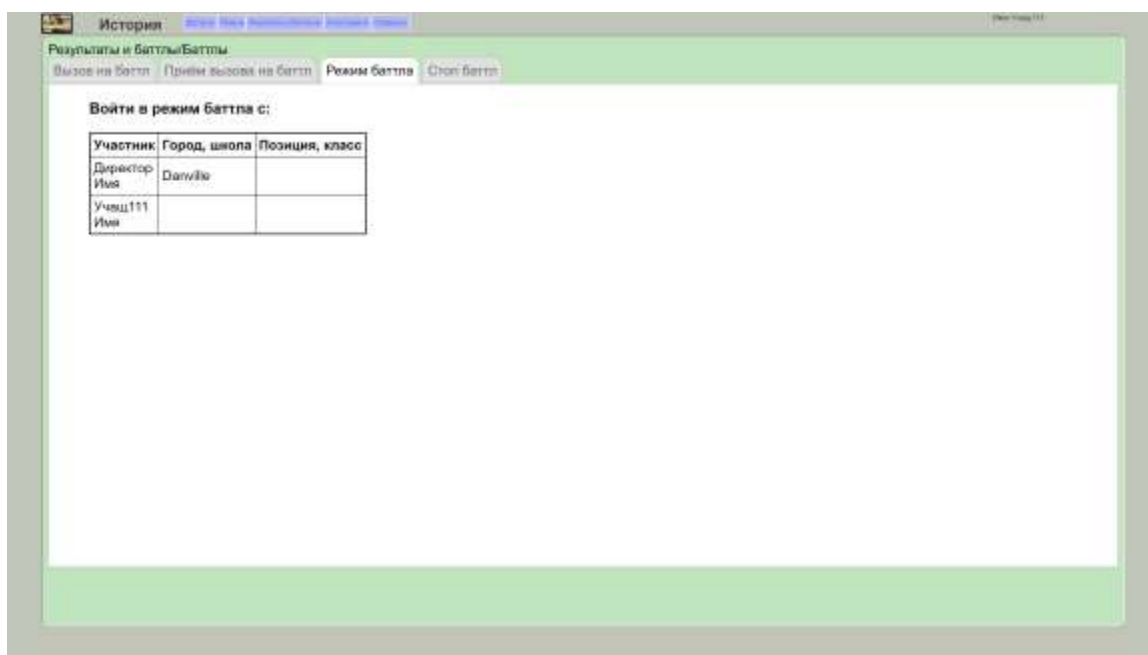 История
Результаты и баттлы/Баттлы
Вызов на баттл Приём вызова на баттл Режим баттла Стоп баттл
Войти в режим баттла с:
Участник Город, школа Позиция, класс
Директор
Имя
Danville
Учащ111
Имя